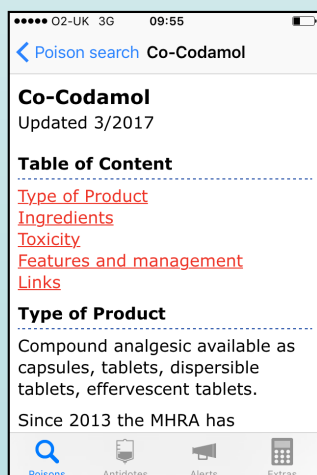 O2-UK 3G 09:55
Poison search Co-Codamol
Co-Codamol
Updated 3/2017
Table of Content
Type of Product
Ingredients
Toxicity
Features and management
Links
Type of Product
Compound analgesic available as
capsules, tablets, dispersible
tablets, effervescent tablets.
Since 2013 the MHRA has
Poisons Antidotes Alerts Extras